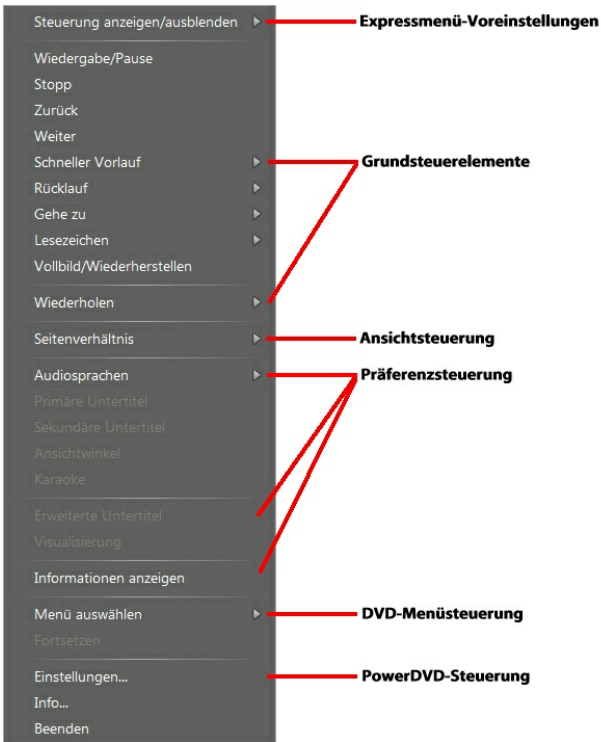 Steuerung anzeigen/ausblenden Expressmenü-Voreinstellungen
Wiedergabe/Pause
Stopp
Zurück
Weiter
Schneller Vorlauf Grundsteuerelemente
Rücklauf
Gehe zu
Lesezeichen
Vollbild/Wiederherstellen
Wiederholen
Seitenverhältnis Ansichtsteuerung
Audiosprachen Präferenzsteuerung
Primäre Untertitel
Sekundäre Untertitel
Ansichtwinkel
Karaoke
Erweiterte Untertitel
Visualisierung
Informationen anzeigen
Menü auswählen DVD-Menüsteuerung
Fortsetzen
Einstellungen... PowerDVD-Steuerung
Info...
Beenden